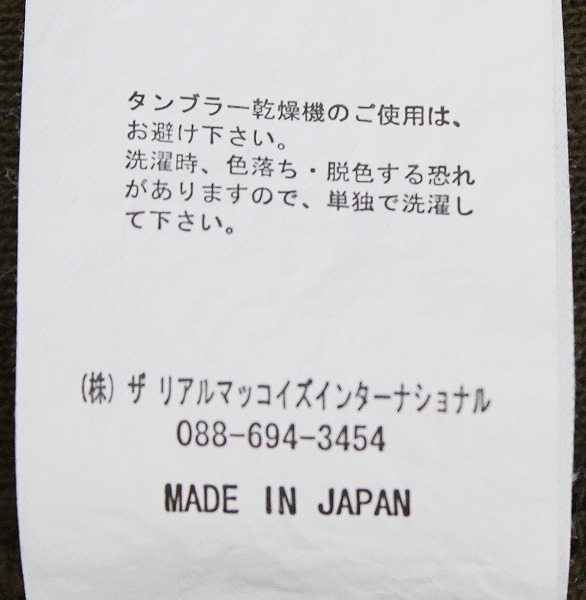 タンブラー乾燥機のご使用は、
お避け下さい。
洗濯時、色落ち・脱色する恐れ
がありますので、単独で洗濯し
て下さい。
(株) ザ リアルマッコイズインターナショナル
088-694-3454
MADE IN JAPAN